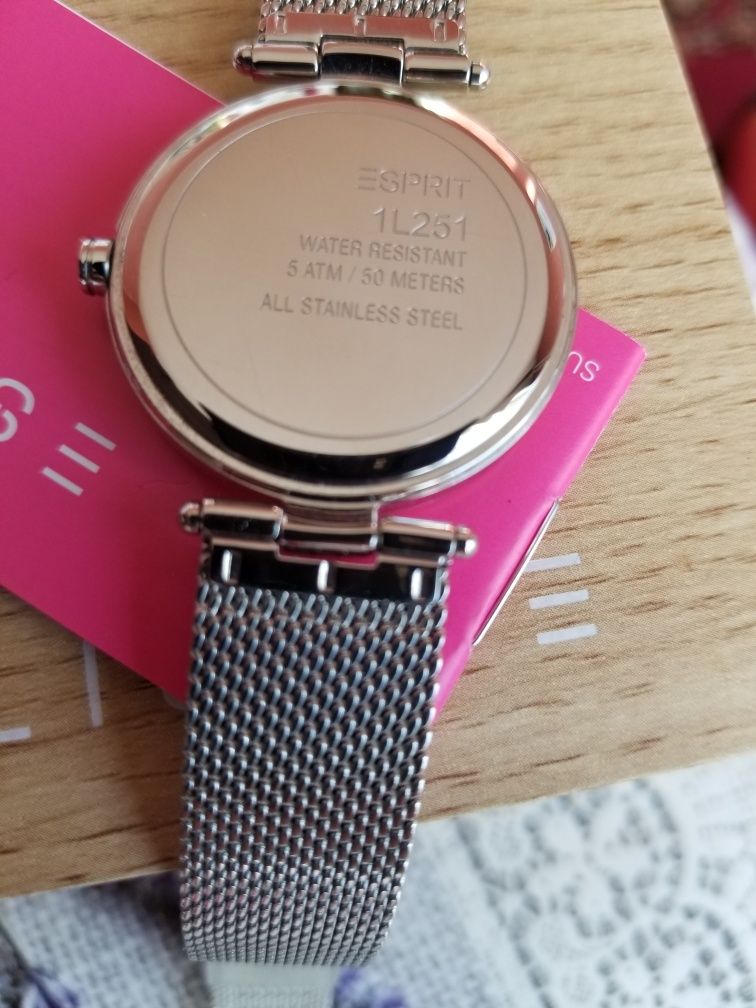 ESPRIT
1L251
WATER RESISTANT
5 ATM / 50 METERS
ALL STAINLESS STEEL